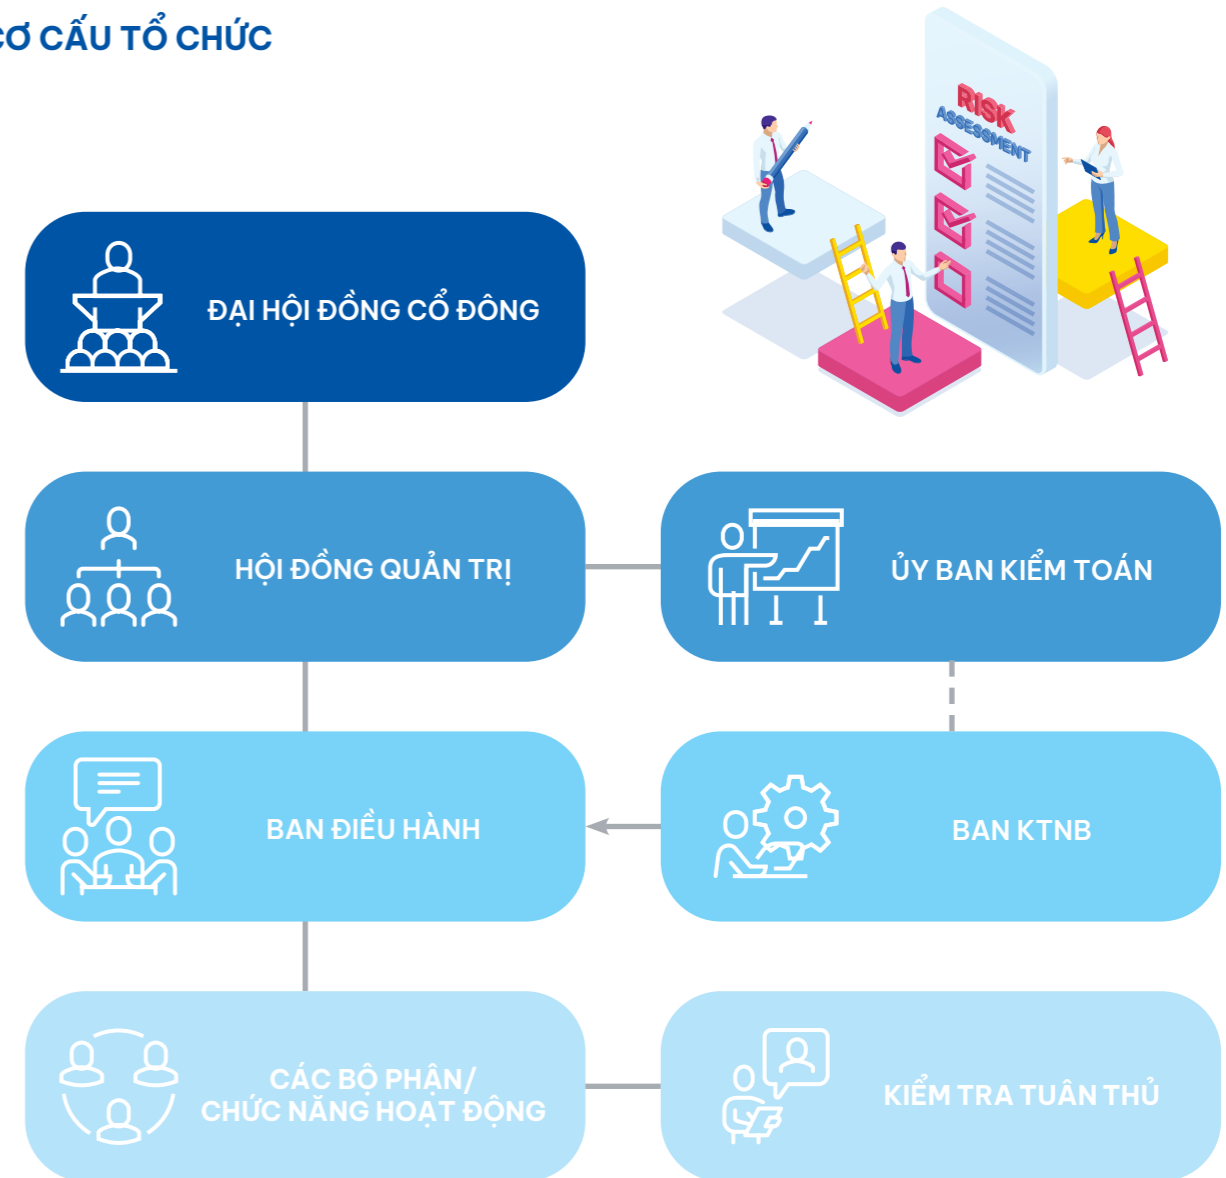 CƠ CẤU TỔ CHỨC
RISK
ASSESSMENT
ĐẠI HỘI ĐỒNG CỔ ĐÔNG
HỘI ĐỒNG QUẢN TRỊ
ỦY BAN KIỂM TOÁN
BAN ĐIỀU HÀNH
BAN KTNB
CÁC BỘ PHẬN/
CHỨC NĂNG HOẠT ĐỘNG
KIỂM TRA TUÂN THỦ